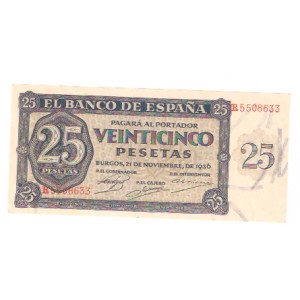 25 EL BANCO DE ESPAÑA 25
R5508633
PAGARÁ AL PORTADOR
25 VEINTICINCO 25
PESETAS PESETAS
BURGOS, 21 DE NOVIEMBRE, DE 1936
R5508633
EL GOBERNADOR EL CAJERO EL INTERVENTOR